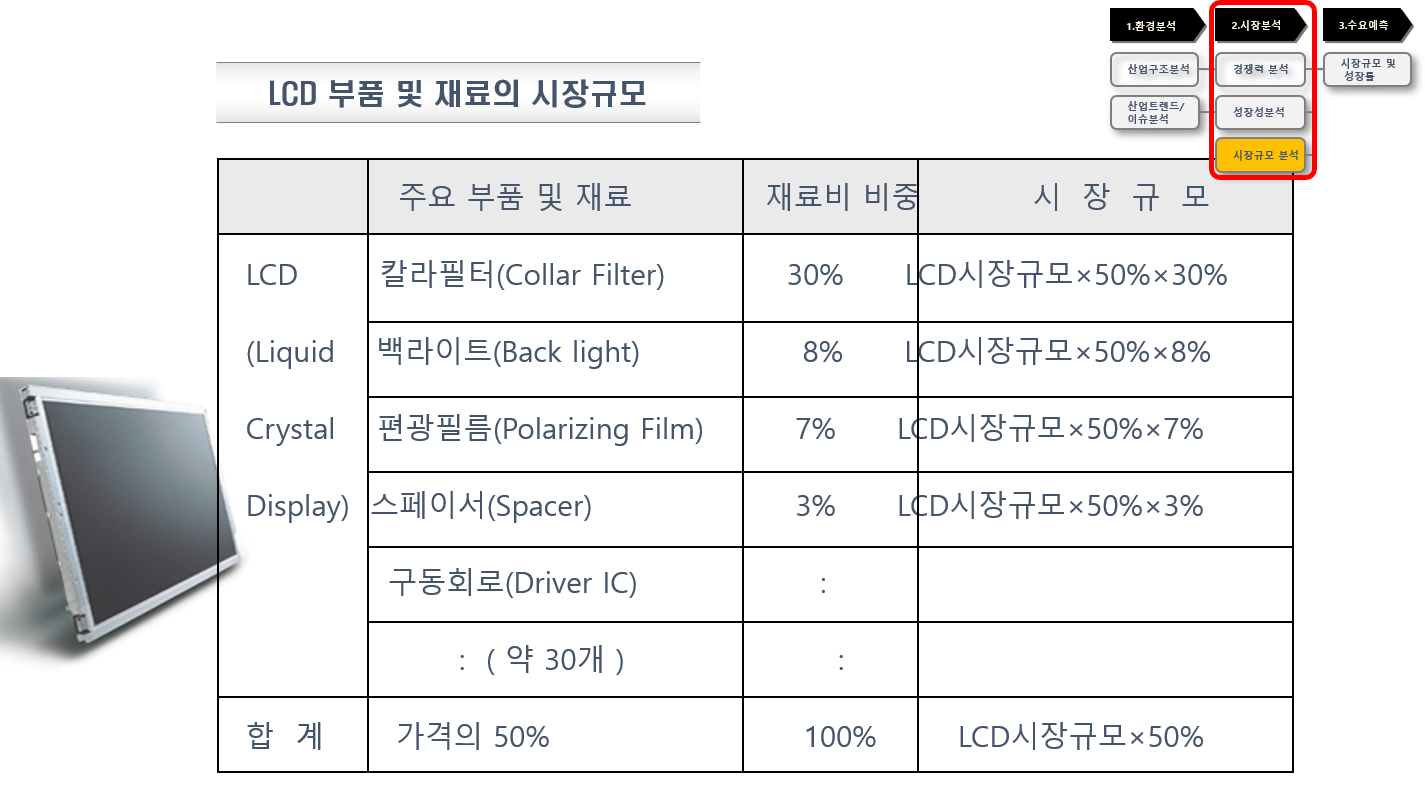 1.환경분석
2.시장분석
3.수요예측
산업구조분석
경쟁력 분석
시장규모 및
성장률
산업트랜드/
이슈분석
성장성분석
시장규모 분석
LCD 부품 및 재료의 시장규모
주요 부품 및 재료 재료비 비중 시 장 규 모
LCD 칼라필터(Collar Filter) 30% LCD시장규모×50%×30%
(Liquid 백라이트(Back light) 8% LCD시장규모×50%×8%
Crystal 편광필름(Polarizing Film) 7% LCD시장규모×50%×7%
Display) 스페이서(Spacer) 3% LCD시장규모×50%×3%
구동회로(Driver IC) :
: ( 약 30개 ) :
합 계 가격의 50% 100% LCD시장규모×50%